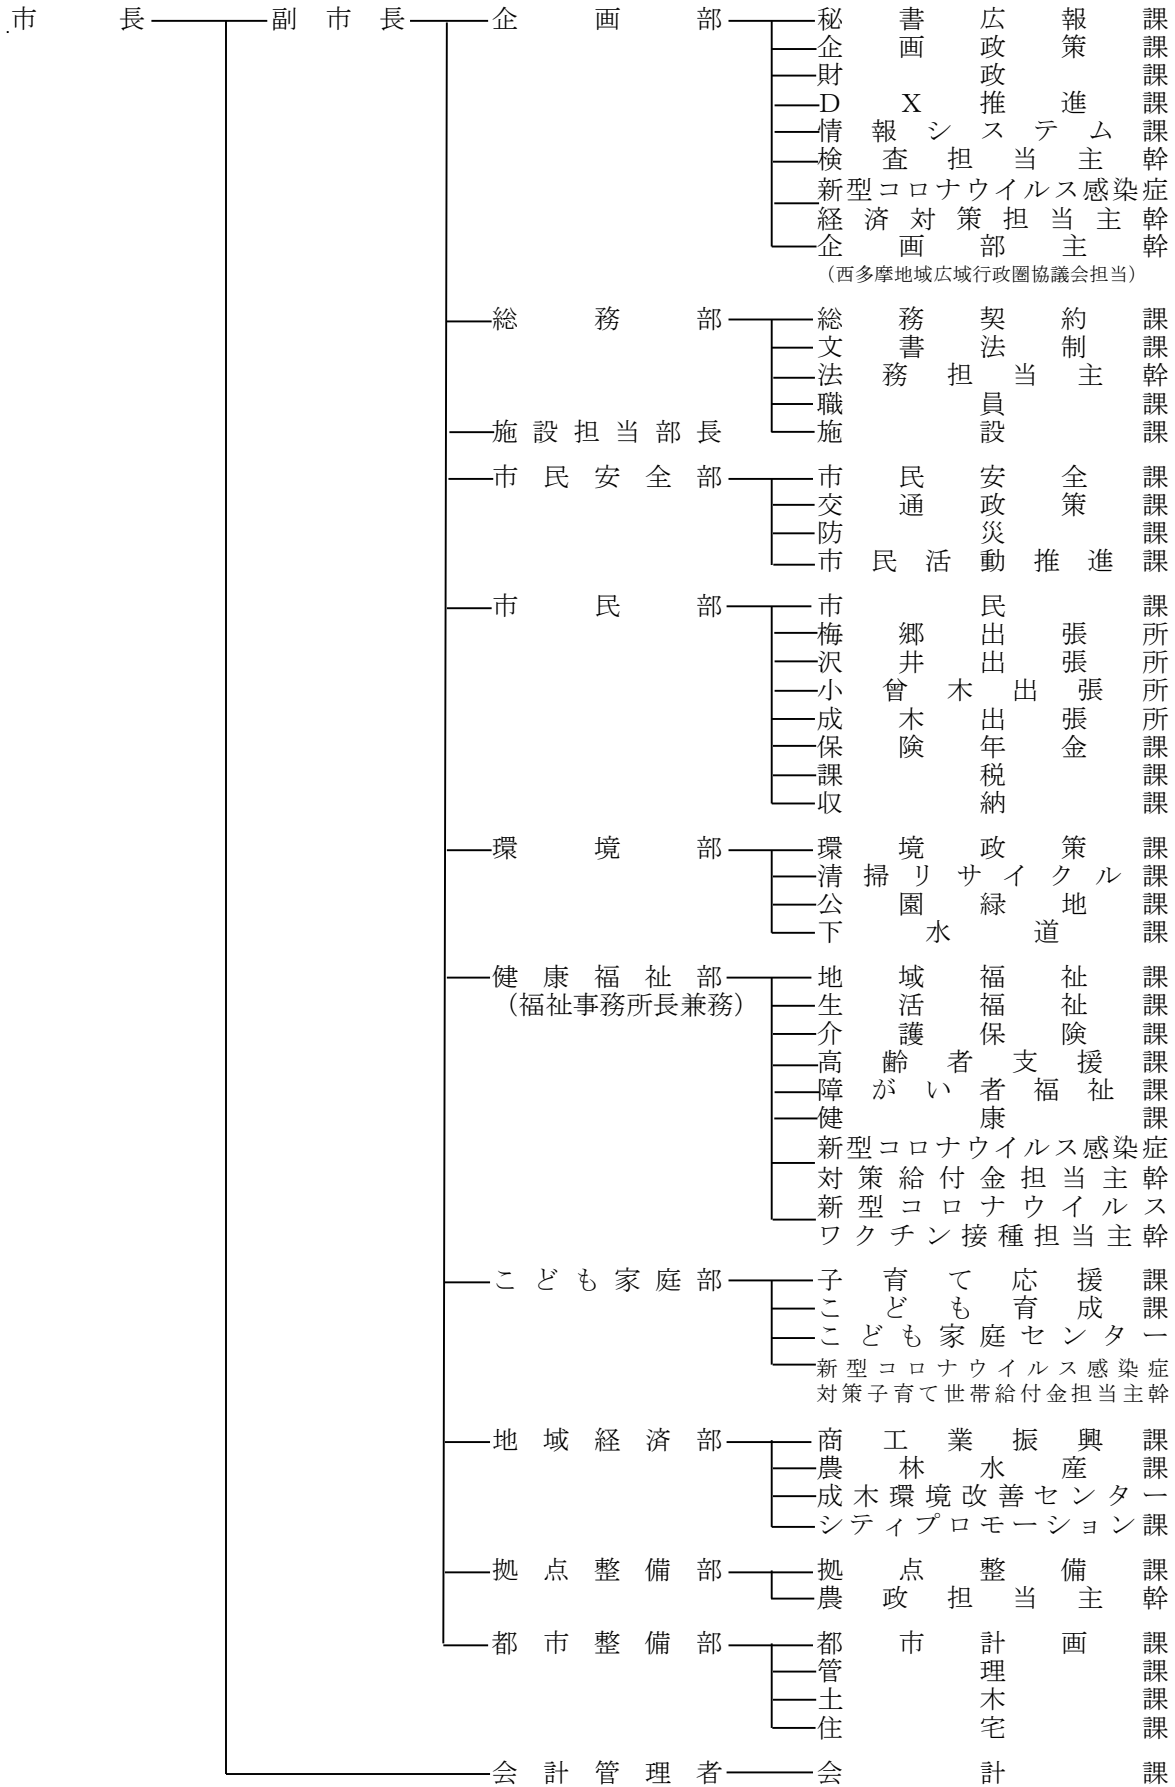 市長 副市長 企画部 秘書広報課
企画政策課
財政課
DX推進課
情報システム課
検査担当主幹
新型コロナウイルス感染症
経済対策担当主幹
企画部主幹
（西多摩地域広域行政圏協議会担当）
総務部 総務契約課
文書法制課
法務担当主幹
職員課
施設担当部長 施設課
市民安全部 市民安全課
交通政策課
防災課
市民活動推進課
市民部 市民課
梅郷出張所
沢井出張所
小曾木出張所
成木出張所
保険年金課
課税課
収納課
環境部 環境政策課
清掃リサイクル課
公園緑地課
下水道課
健康福祉部 地域福祉課
（福祉事務所長兼務） 生活福祉課
介護保険課
高齢者支援課
障がい者福祉課
健康課
新型コロナウイルス感染症
対策給付金担当主幹
新型コロナウイルス
ワクチン接種担当主幹
こども家庭部 子育て応援課
こども育成課
こども家庭センター
新型コロナウイルス感染症
対策子育て世帯給付金担当主幹
地域経済部 商工業振興課
農林水産課
成木環境改善センター
シティプロモーション課
拠点整備部 拠点整備課
農政担当主幹
都市整備部 都市計画課
管理課
土木課
住宅課
会計管理者 会計課